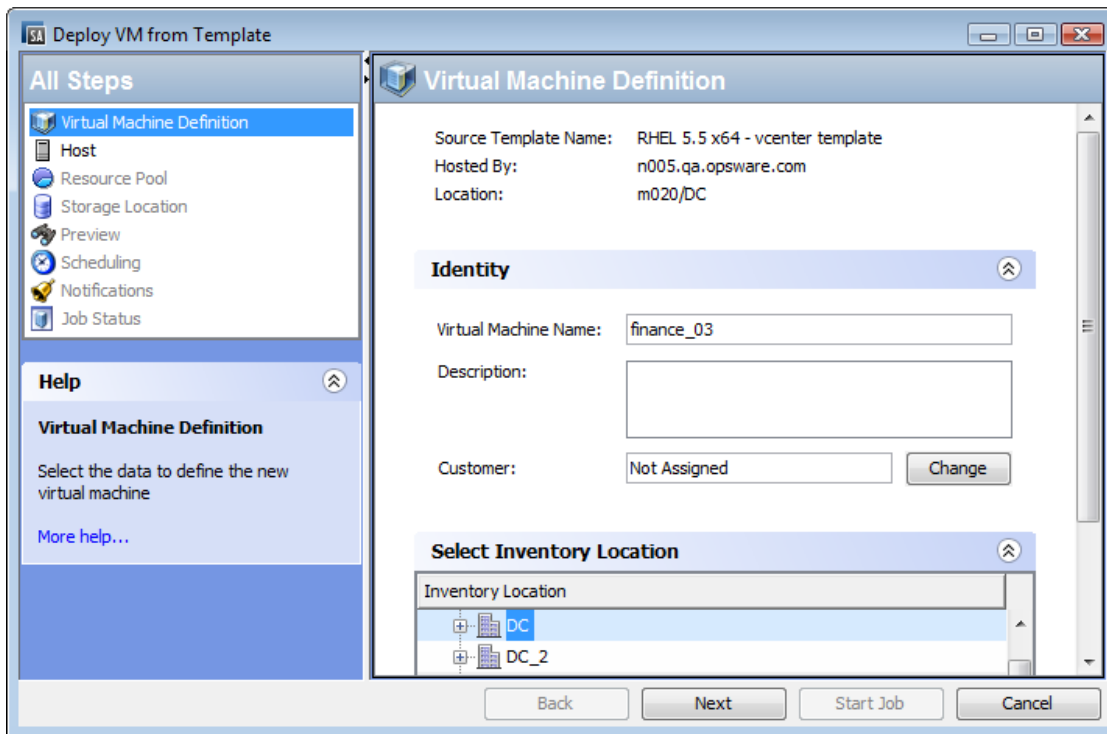 SA Deploy VM from Template
All Steps
Virtual Machine Definition
Host
Resource Pool
Storage Location
Preview
Scheduling
Notifications
Job Status
Help
Virtual Machine Definition
Select the data to define the new
virtual machine
More help...
Virtual Machine Definition
Source Template Name: RHEL 5.5 x64 - vcenter template
Hosted By: n005.qa.opsware.com
Location: m020/DC
Identity
Virtual Machine Name: finance_03
Description:
Customer: Not Assigned Change
Select Inventory Location
Inventory Location
DC
DC_2
Back Next Start Job Cancel